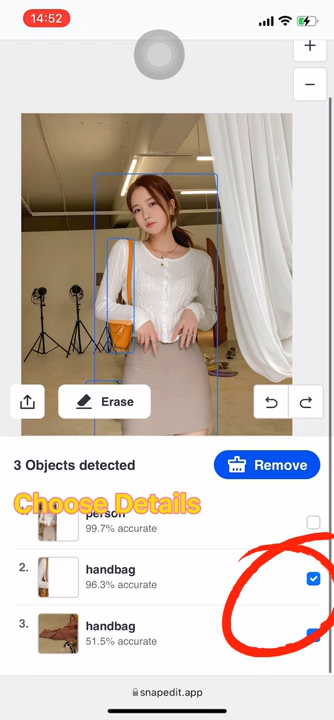 14:52
+
−
Erase
3 Objects detected
Remove
Choose Details
person
99.7% accurate
2.
handbag
96.3% accurate
3.
handbag
51.5% accurate
snapedit.app